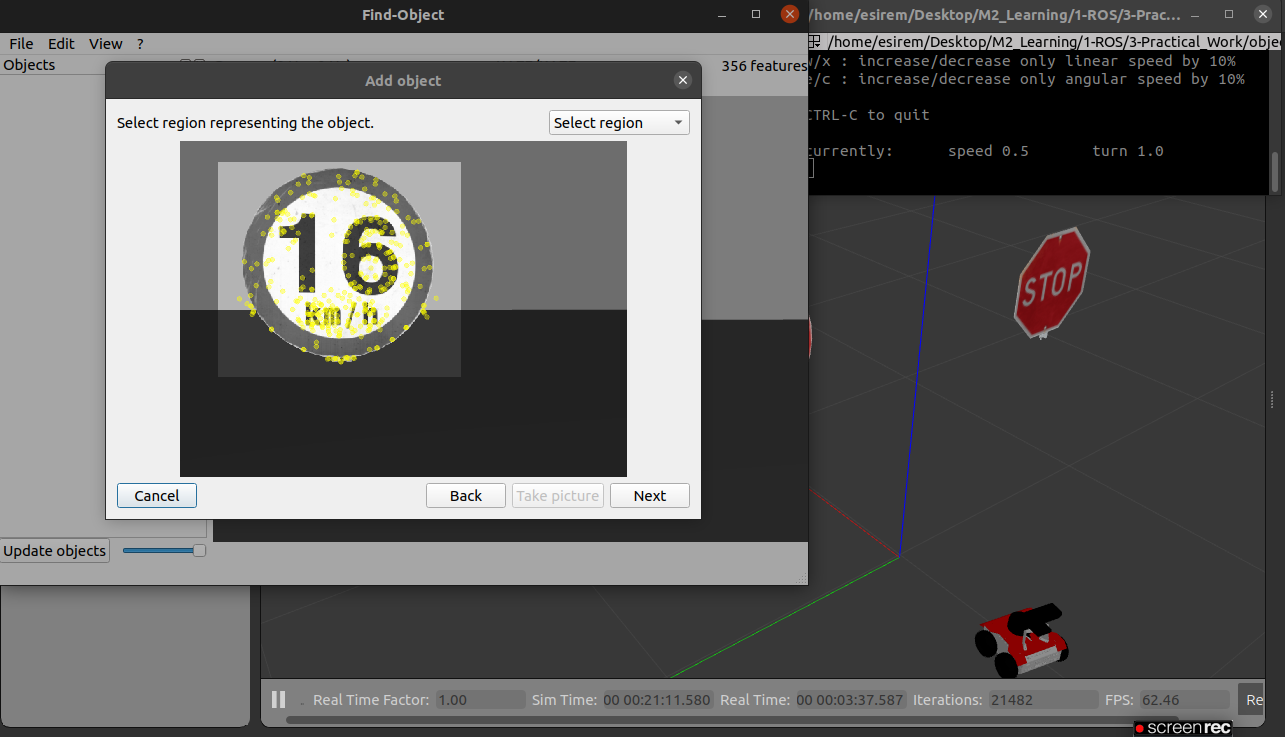 Find-Object
/home/esirem/Desktop/M2_Learning/1-ROS/3-Prac...
File Edit View ?
/home/esirem/Desktop/M2_Learning/1-ROS/3-Practical_Work/obje
Objects
356 features
w/x : increase/decrease only linear speed by 10%
e/c : increase/decrease only angular speed by 10%
CTRL-C to quit
currently: speed 0.5 turn 1.0
Add object
Select region representing the object.
Select region
16
km/h
STOP
Cancel
Back
Take picture
Next
Update objects
Real Time Factor: 1.00 Sim Time: 00 00:21:11.580 Real Time: 00 00:03:37.587 Iterations: 21482 FPS: 62.46 Re
screenrec